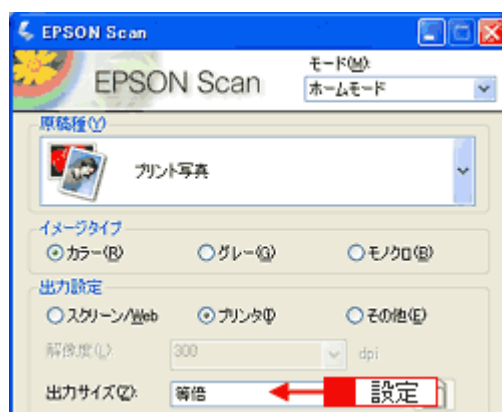 EPSON Scan
EPSON Scan
モード(M):
ホームモード
原稿種(Y)
プリント写真
イメージタイプ
カラー(R) グレー(G) モノクロ(B)
出力設定
スクリーン/Web プリンタ(I) その他(E)
解像度(L): 300 dpi
出力サイズ(Z): 等倍 設定